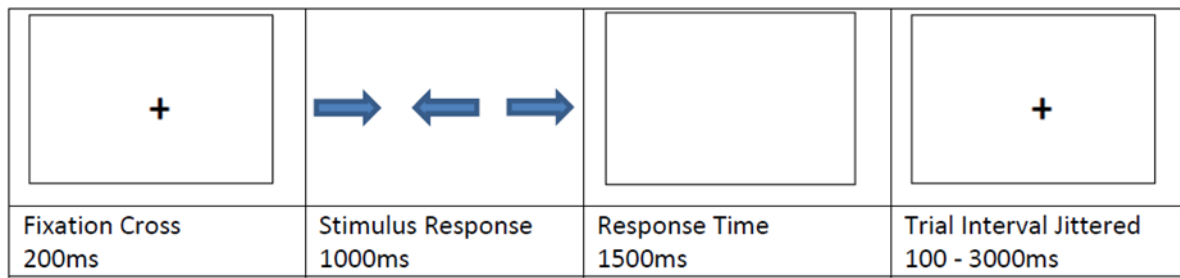 Fixation Cross
200ms
Stimulus Response
1000ms
Response Time
1500ms
Trial Interval Jittered
100 - 3000ms